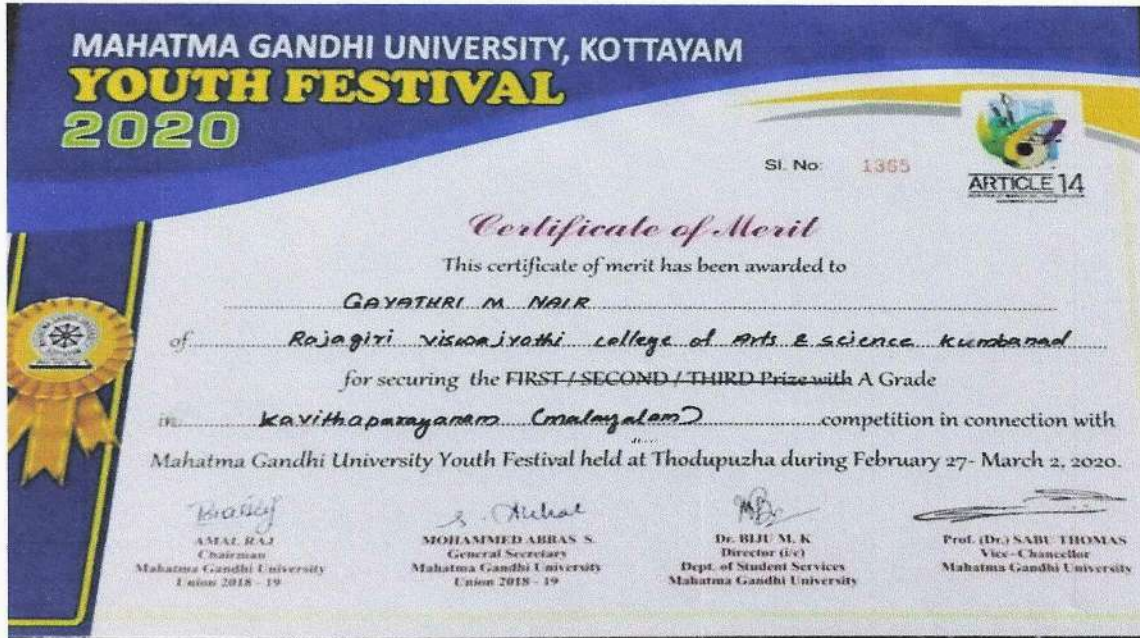 MAHATMA GANDHI UNIVERSITY, KOTTAYAM
YOUTH FESTIVAL
2020
Sl. No: 1365
ARTICLE 14
Certificate of Merit
This certificate of merit has been awarded to
GAYATHRI M NAIR
of Rajagiri viswajyothi college of Arts & science Kumbanad
for securing the FIRST / SECOND / THIRD Prize with A Grade
in Kavithaparayanam (malayalam) competition in connection with
Mahatma Gandhi University Youth Festival held at Thodupuzha during February 27- March 2, 2020.
AMAL RAJ
Chairman
Mahatma Gandhi University
Union 2018 - 19
MOHAMMED ABBAS S.
General Secretary
Mahatma Gandhi University
Union 2018 - 19
Dr. BIJU M. K
Director (i/c)
Dept. of Student Services
Mahatma Gandhi University
Prof. (Dr.) SABU THOMAS
Vice-Chancellor
Mahatma Gandhi University